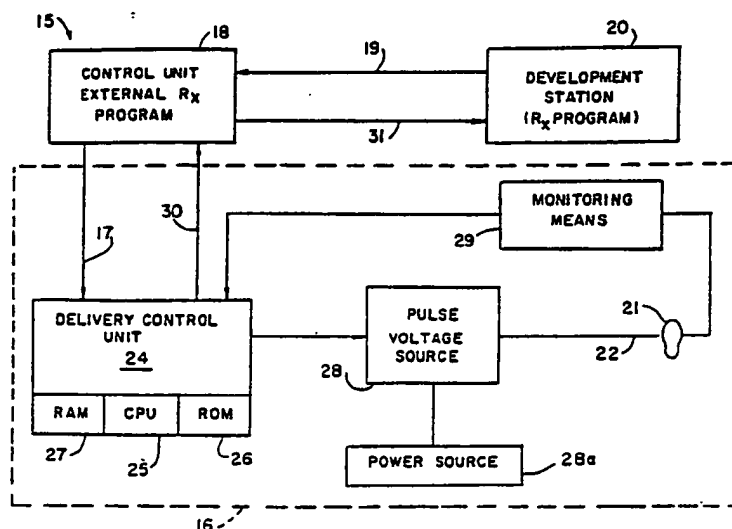 15
18
CONTROL UNIT
EXTERNAL Rx
PROGRAM
19
31
20
DEVELOPMENT
STATION
(Rx PROGRAM)
17
30
MONITORING
MEANS
29
DELIVERY CONTROL
UNIT
24
RAM
CPU
ROM
27
25
26
PULSE
VOLTAGE
SOURCE
28
21
22
POWER SOURCE
28a
16